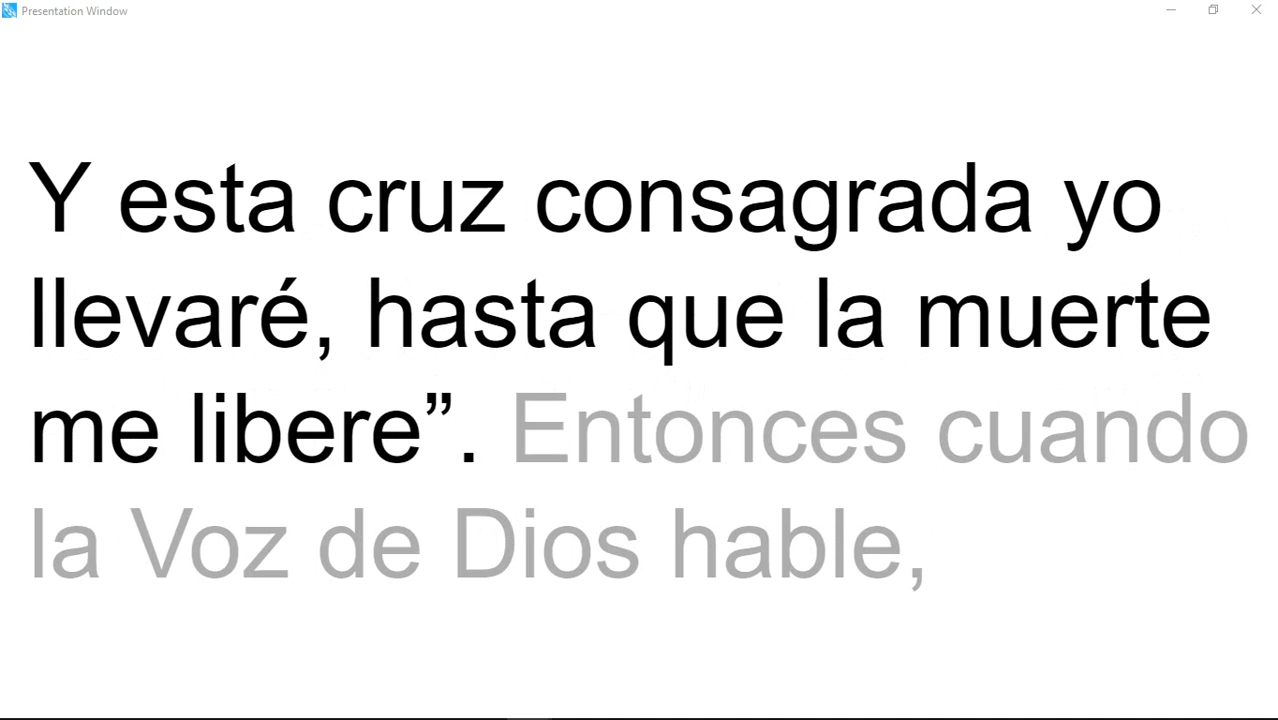 Presentation Window
Y esta cruz consagrada yo
llevaré, hasta que la muerte
me libere”. Entonces cuando
la Voz de Dios hable,